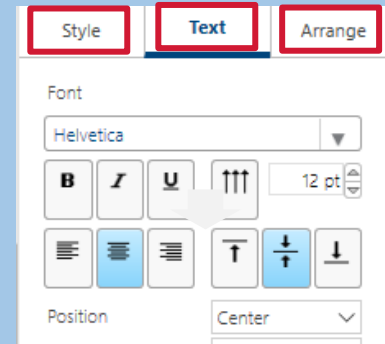 Style Text Arrange
Font
Helvetica
B I U 12 pt
Position Center